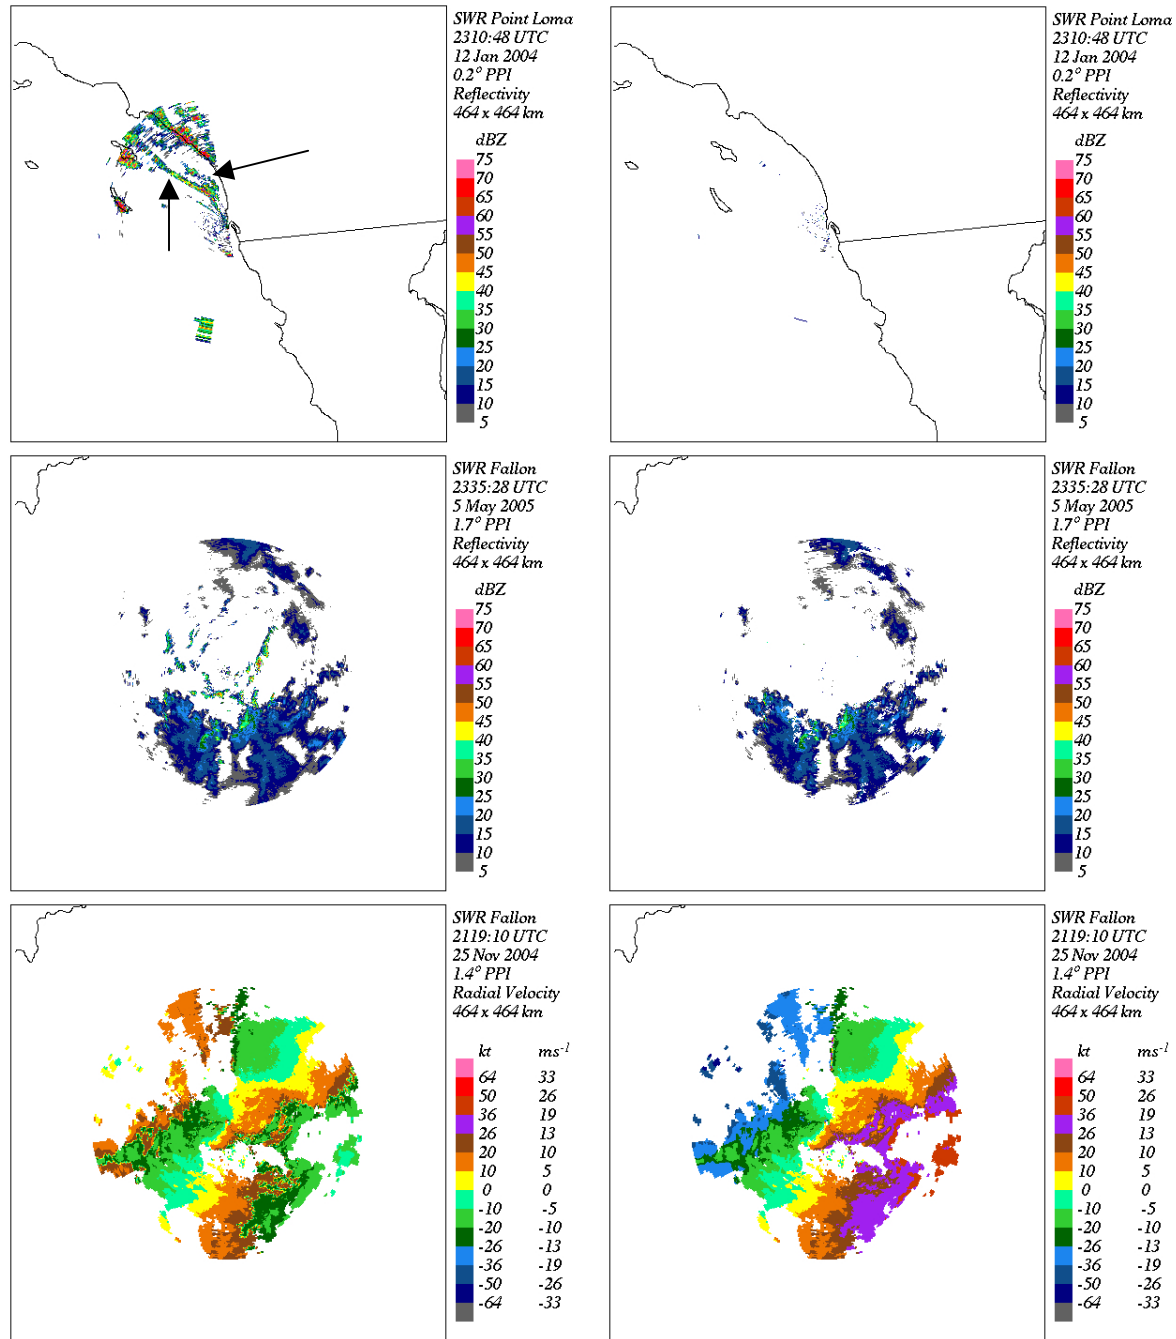 SWR Point Loma
2310:48 UTC
12 Jan 2004
0.2° PPI
Reflectivity
464 x 464 km
dBZ
75
70
65
60
55
50
45
40
35
30
25
20
15
10
5
SWR Point Loma
2310:48 UTC
12 Jan 2004
0.2° PPI
Reflectivity
464 x 464 km
dBZ
75
70
65
60
55
50
45
40
35
30
25
20
15
10
5
SWR Fallon
2335:28 UTC
5 May 2005
1.7° PPI
Reflectivity
464 x 464 km
dBZ
75
70
65
60
55
50
45
40
35
30
25
20
15
10
5
SWR Fallon
2335:28 UTC
5 May 2005
1.7° PPI
Reflectivity
464 x 464 km
dBZ
75
70
65
60
55
50
45
40
35
30
25
20
15
10
5
SWR Fallon
2119:10 UTC
25 Nov 2004
1.4° PPI
Radial Velocity
464 x 464 km
kt ms⁻¹
64 33
50 26
36 19
26 13
20 10
10 5
0 0
-10 -5
-20 -10
-26 -13
-36 -19
-50 -26
-64 -33
SWR Fallon
2119:10 UTC
25 Nov 2004
1.4° PPI
Radial Velocity
464 x 464 km
kt ms⁻¹
64 33
50 26
36 19
26 13
20 10
10 5
0 0
-10 -5
-20 -10
-26 -13
-36 -19
-50 -26
-64 -33